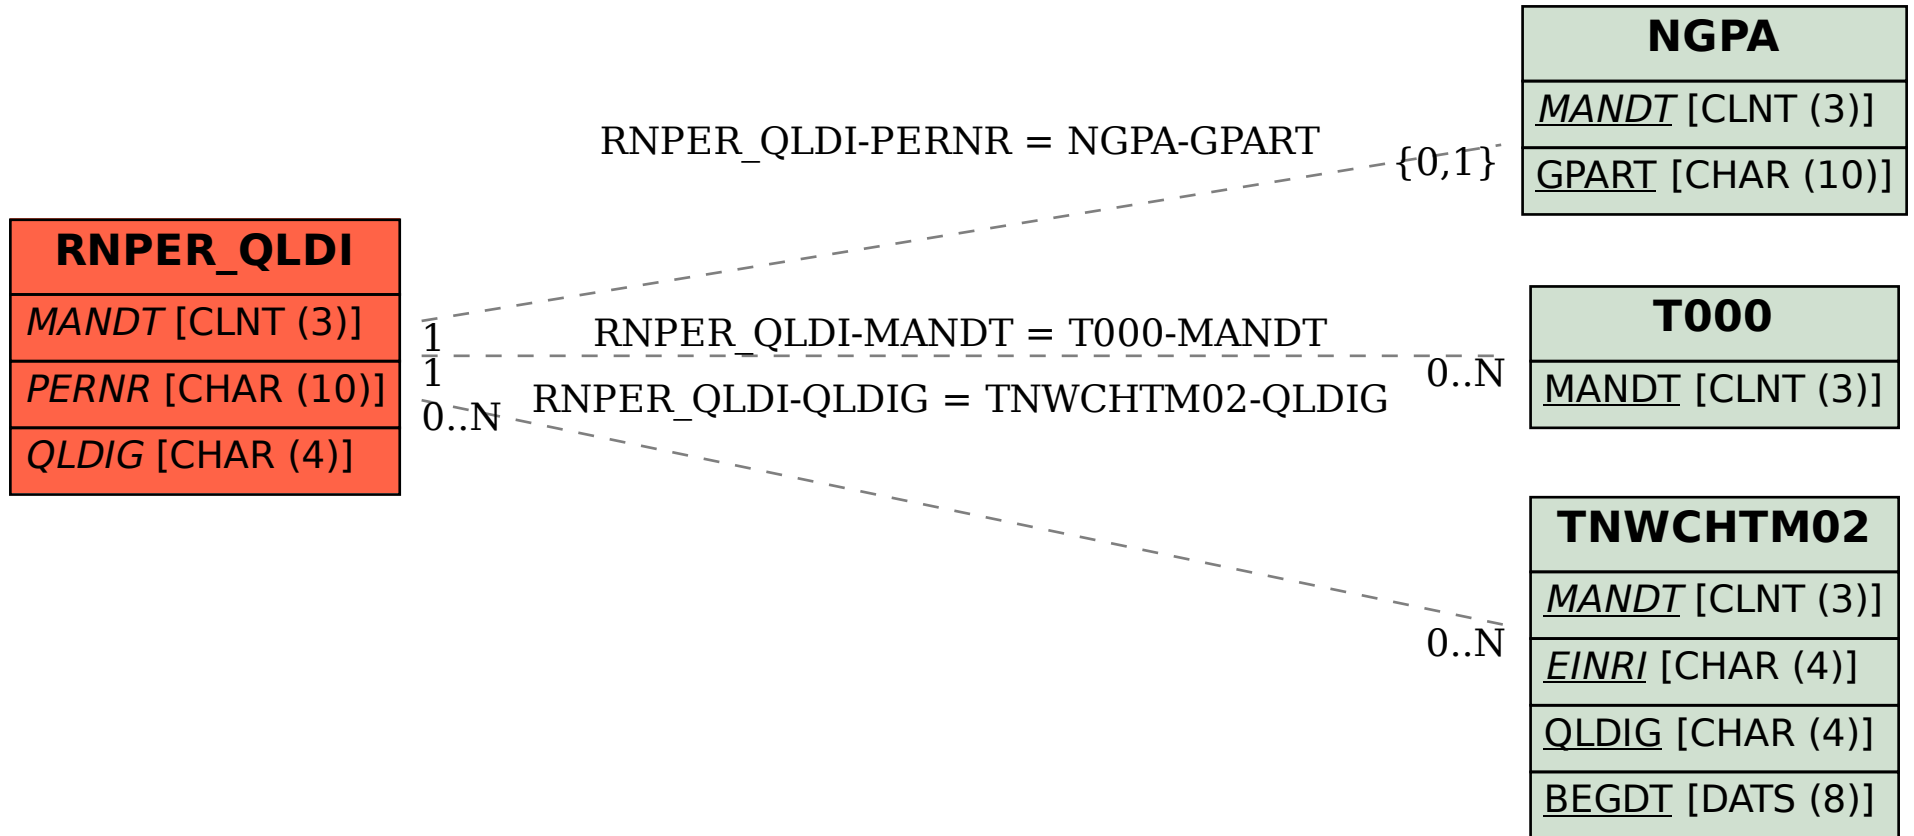 NGPA
MANDT [CLNT (3)]
GPART [CHAR (10)]
RNPER_QLDI-PERNR = NGPA-GPART
{0,1}
RNPER_QLDI
MANDT [CLNT (3)]
PERNR [CHAR (10)]
QLDIG [CHAR (4)]
1
RNPER_QLDI-MANDT = T000-MANDT
1
0..N
RNPER_QLDI-QLDIG = TNWCHTM02-QLDIG
0..N
T000
MANDT [CLNT (3)]
0..N
TNWCHTM02
MANDT [CLNT (3)]
EINRI [CHAR (4)]
QLDIG [CHAR (4)]
BEGDT [DATS (8)]